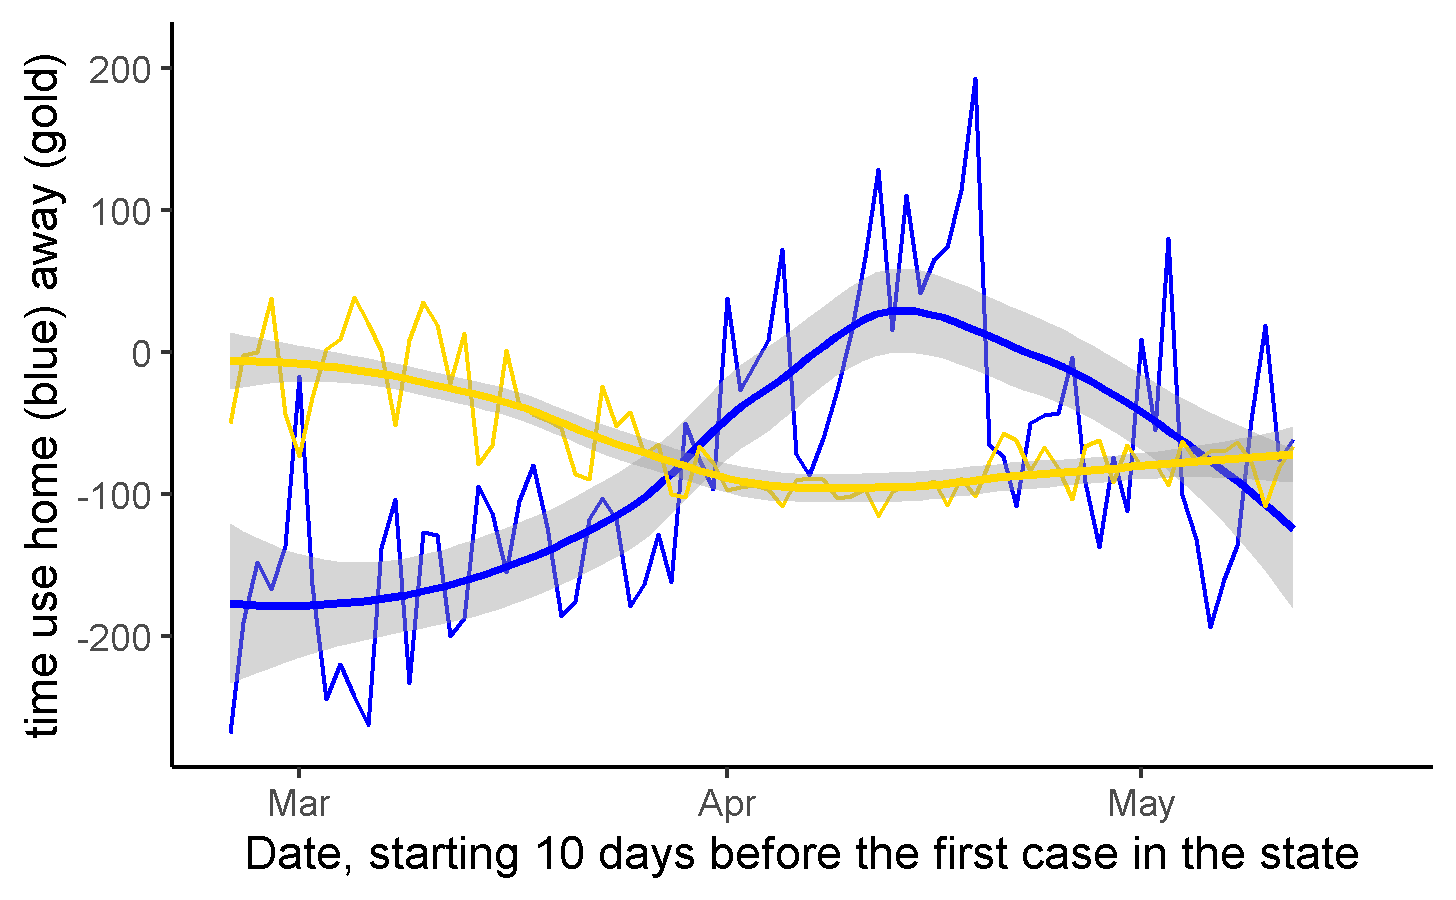 time use home (blue) away (gold)
200
100
0
-100
-200
Mar Apr May
Date, starting 10 days before the first case in the state